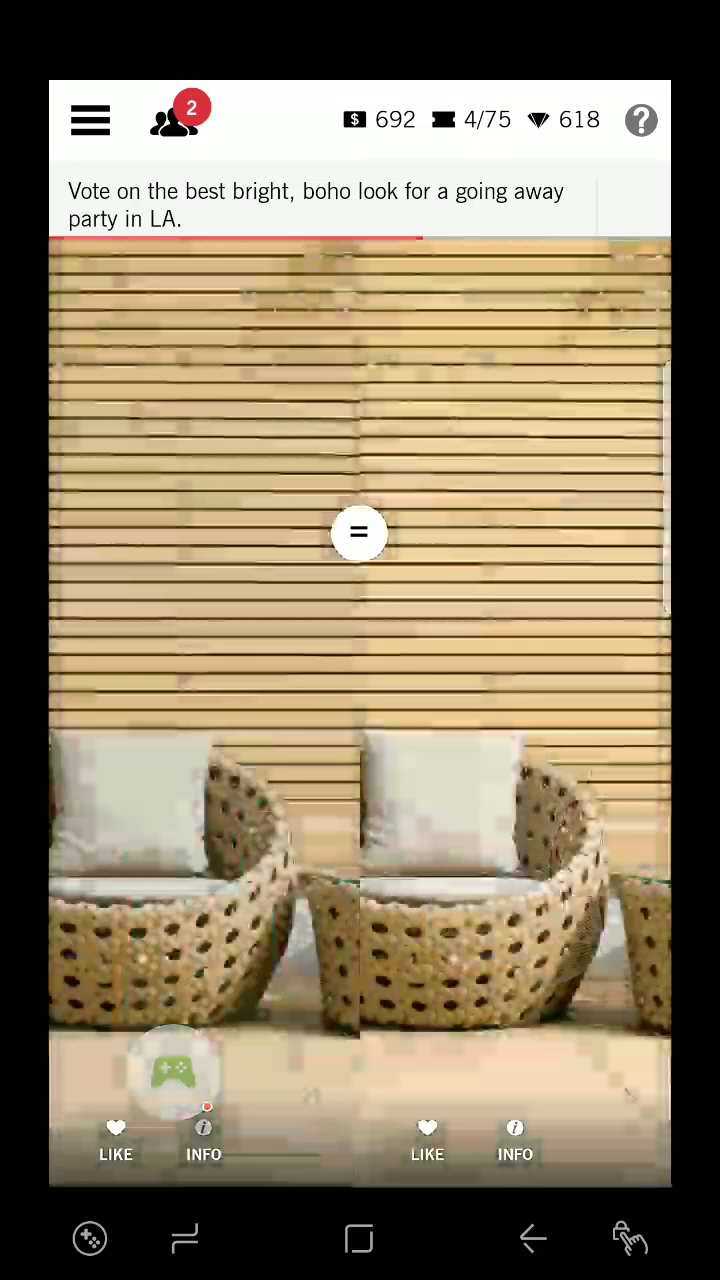 2
$ 692 4/75 618 ?
Vote on the best bright, boho look for a going away
party in LA.
=
LIKE INFO LIKE INFO